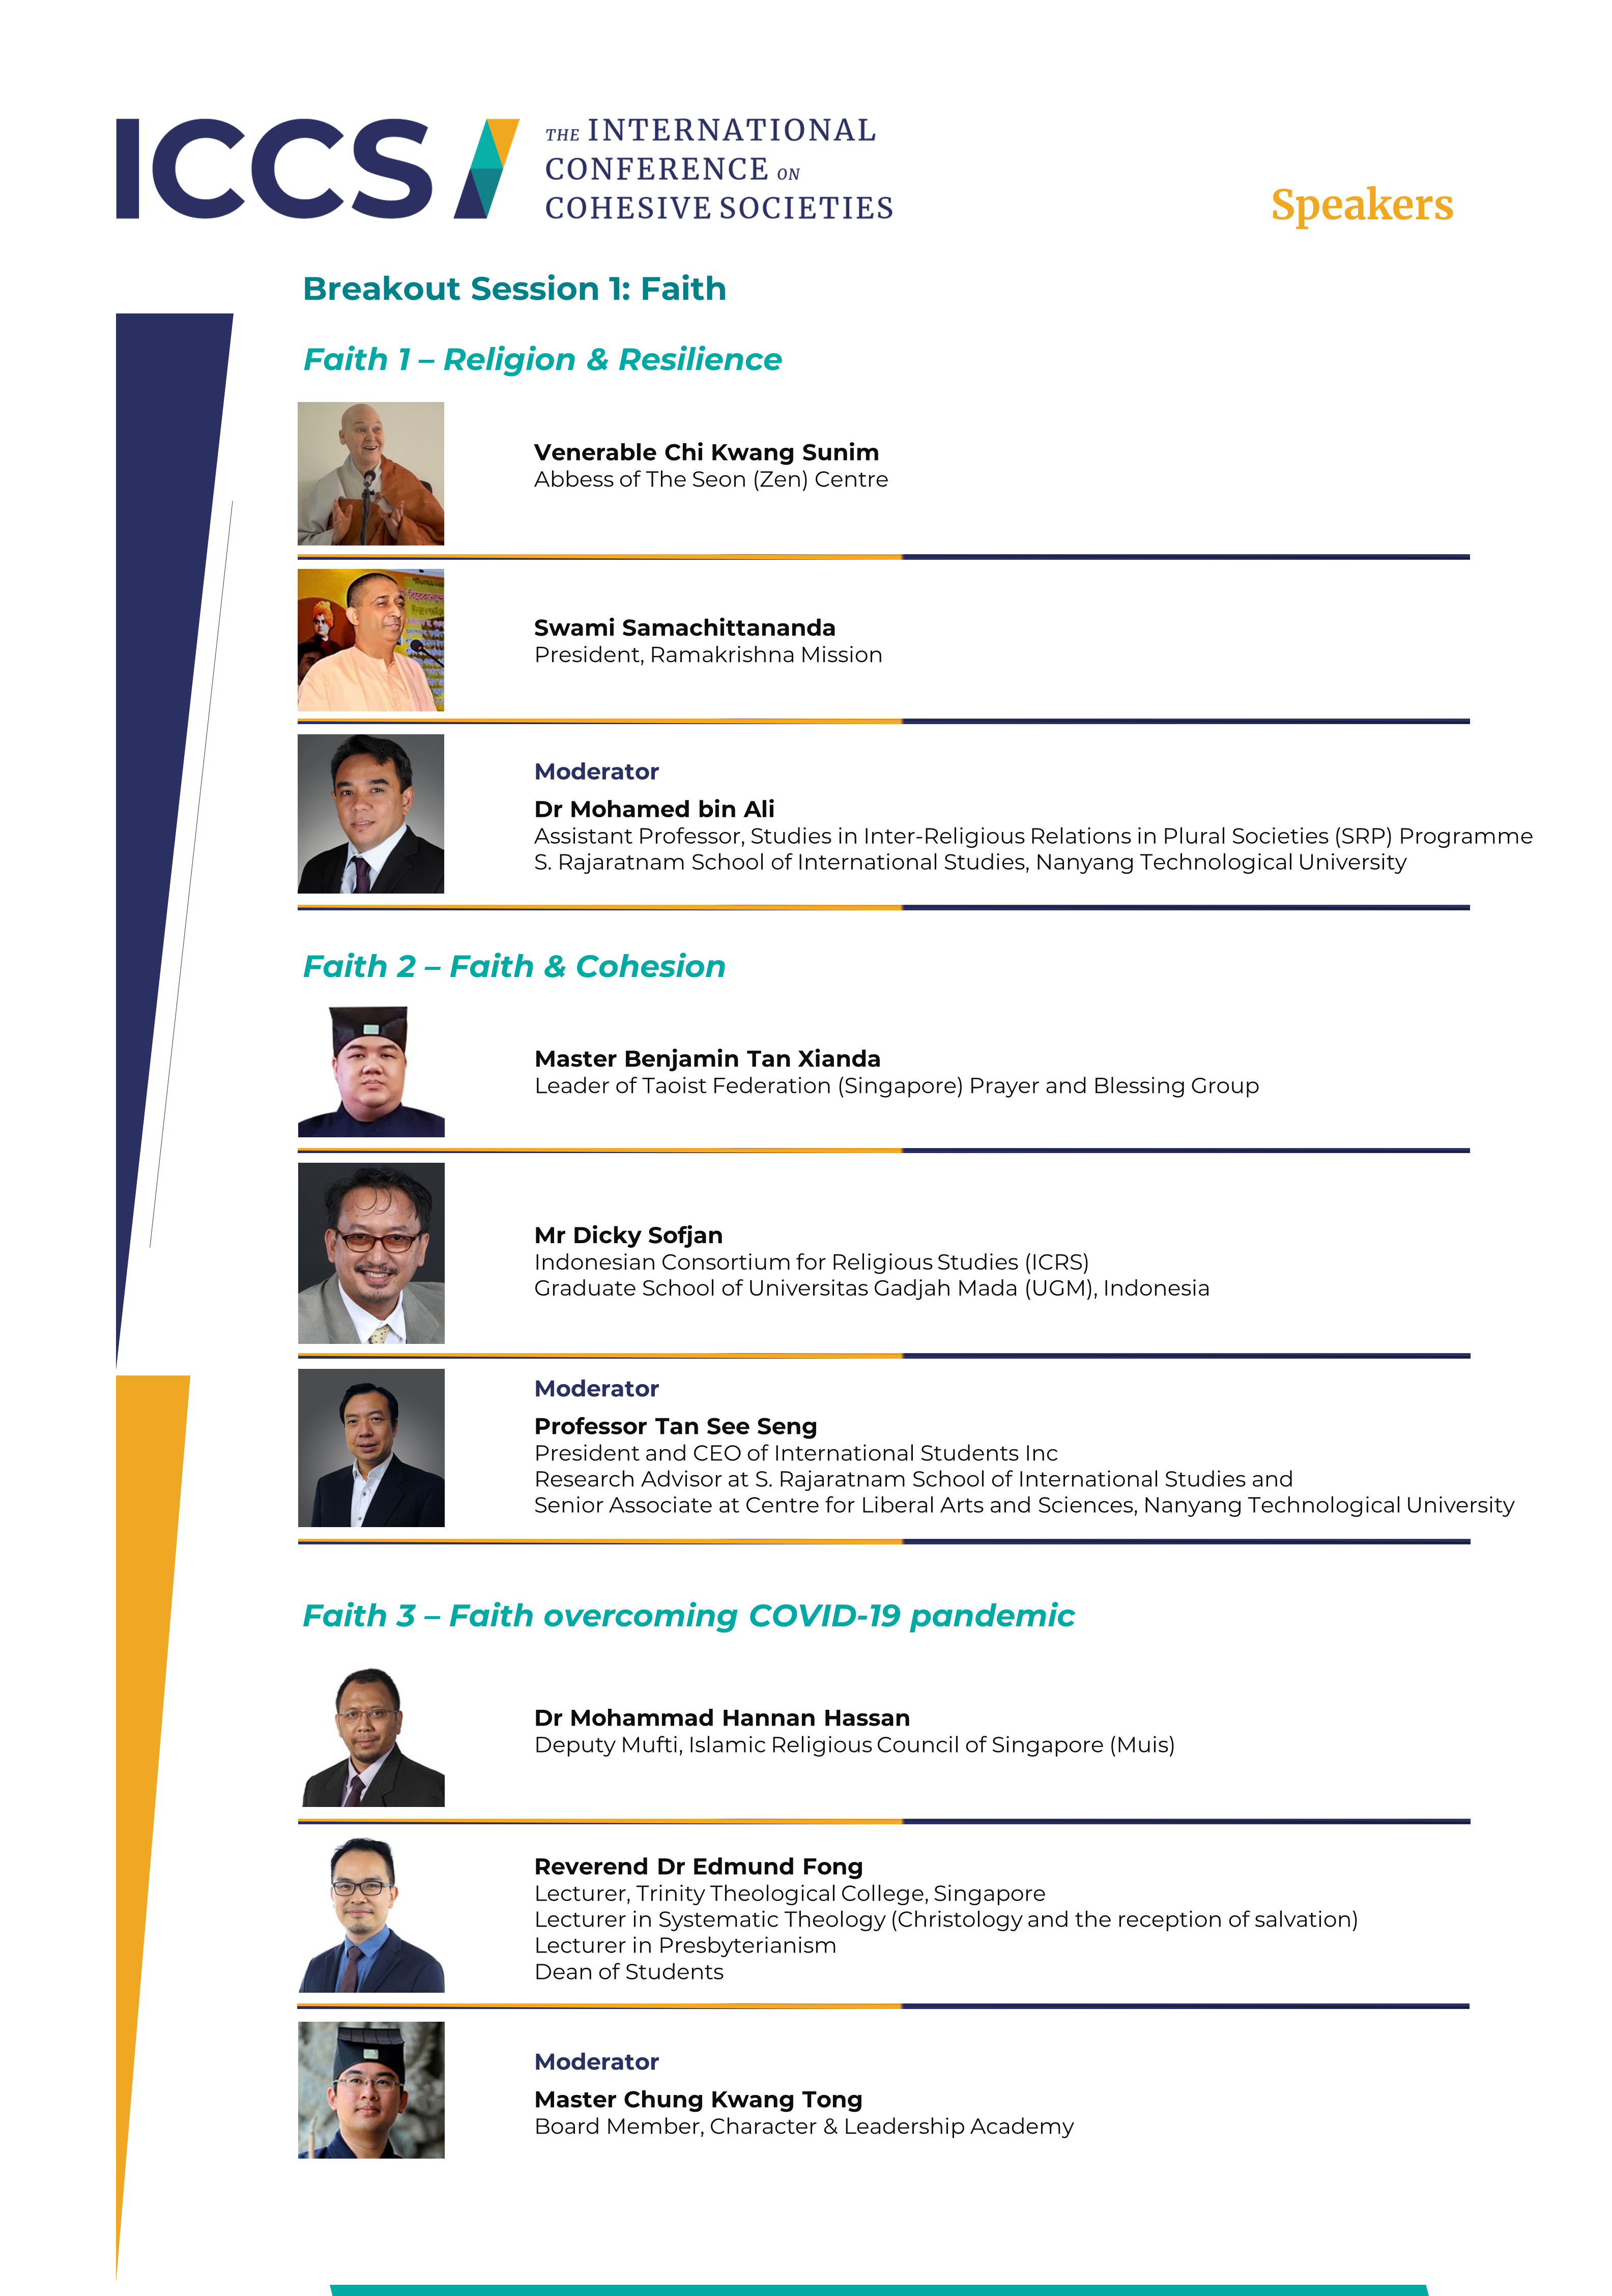 ICCS
THE INTERNATIONAL
CONFERENCE ON
COHESIVE SOCIETIES
Speakers
Breakout Session 1: Faith
Faith 1 – Religion & Resilience
Venerable Chi Kwang Sunim
Abbess of The Seon (Zen) Centre
Swami Samachittananda
President, Ramakrishna Mission
Moderator
Dr Mohamed bin Ali
Assistant Professor, Studies in Inter-Religious Relations in Plural Societies (SRP) Programme
S. Rajaratnam School of International Studies, Nanyang Technological University
Faith 2 – Faith & Cohesion
Master Benjamin Tan Xianda
Leader of Taoist Federation (Singapore) Prayer and Blessing Group
Mr Dicky Sofjan
Indonesian Consortium for Religious Studies (ICRS)
Graduate School of Universitas Gadjah Mada (UGM), Indonesia
Moderator
Professor Tan See Seng
President and CEO of International Students Inc
Research Advisor at S. Rajaratnam School of International Studies and
Senior Associate at Centre for Liberal Arts and Sciences, Nanyang Technological University
Faith 3 – Faith overcoming COVID-19 pandemic
Dr Mohammad Hannan Hassan
Deputy Mufti, Islamic Religious Council of Singapore (Muis)
Reverend Dr Edmund Fong
Lecturer, Trinity Theological College, Singapore
Lecturer in Systematic Theology (Christology and the reception of salvation)
Lecturer in Presbyterianism
Dean of Students
Moderator
Master Chung Kwang Tong
Board Member, Character & Leadership Academy